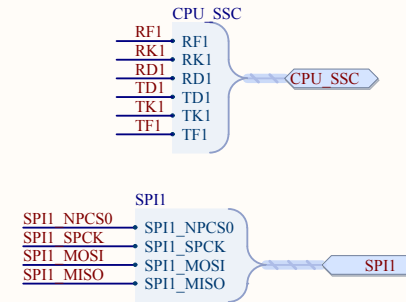 CPU_SSC
RF1 RF1
RK1 RK1
RD1 RD1 CPU_SSC
TD1 TD1
TK1 TK1
TF1 TF1
SPI1
SPI1_NPCS0 SPI1_NPCS0
SPI1_SPCK SPI1_SPCK
SPI1_MOSI SPI1_MOSI SPI1
SPI1_MISO SPI1_MISO